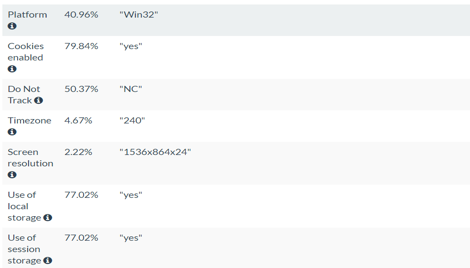 Platform 40.96% "Win32"
Cookies 79.84% "yes"
enabled
Do Not 50.37% "NC"
Track
Timezone 4.67% "240"
Screen 2.22% "1536x864x24"
resolution
Use of 77.02% "yes"
local
storage
Use of 77.02% "yes"
session
storage